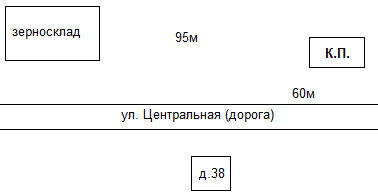 зерносклад
95м
К.П.
60м
ул. Центральная (дорога)
д.38